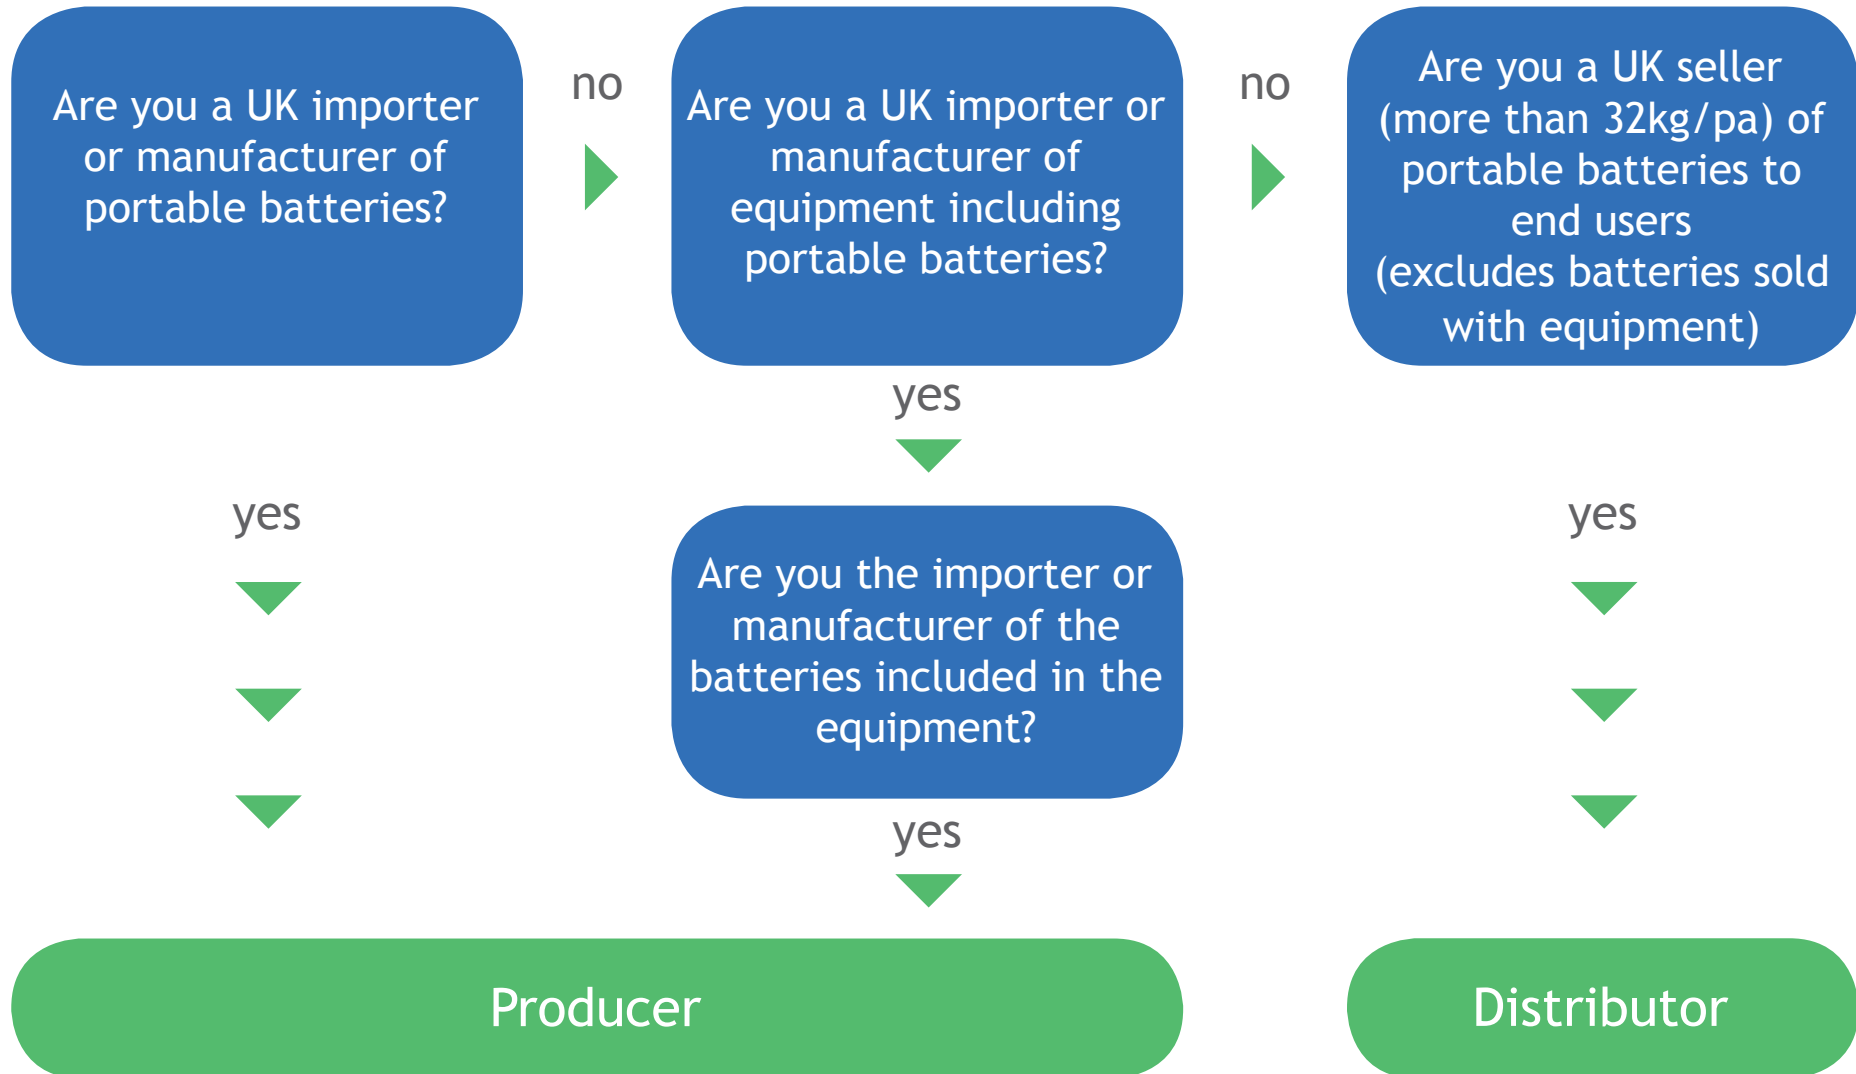 Are you a UK importer
or manufacturer of
portable batteries?
no
Are you a UK importer or
manufacturer of
equipment including
portable batteries?
no
Are you a UK seller
(more than 32kg/pa) of
portable batteries to
end users
(excludes batteries sold
with equipment)
yes
yes
Are you the importer or
manufacturer of the
batteries included in the
equipment?
yes
yes
Producer
Distributor